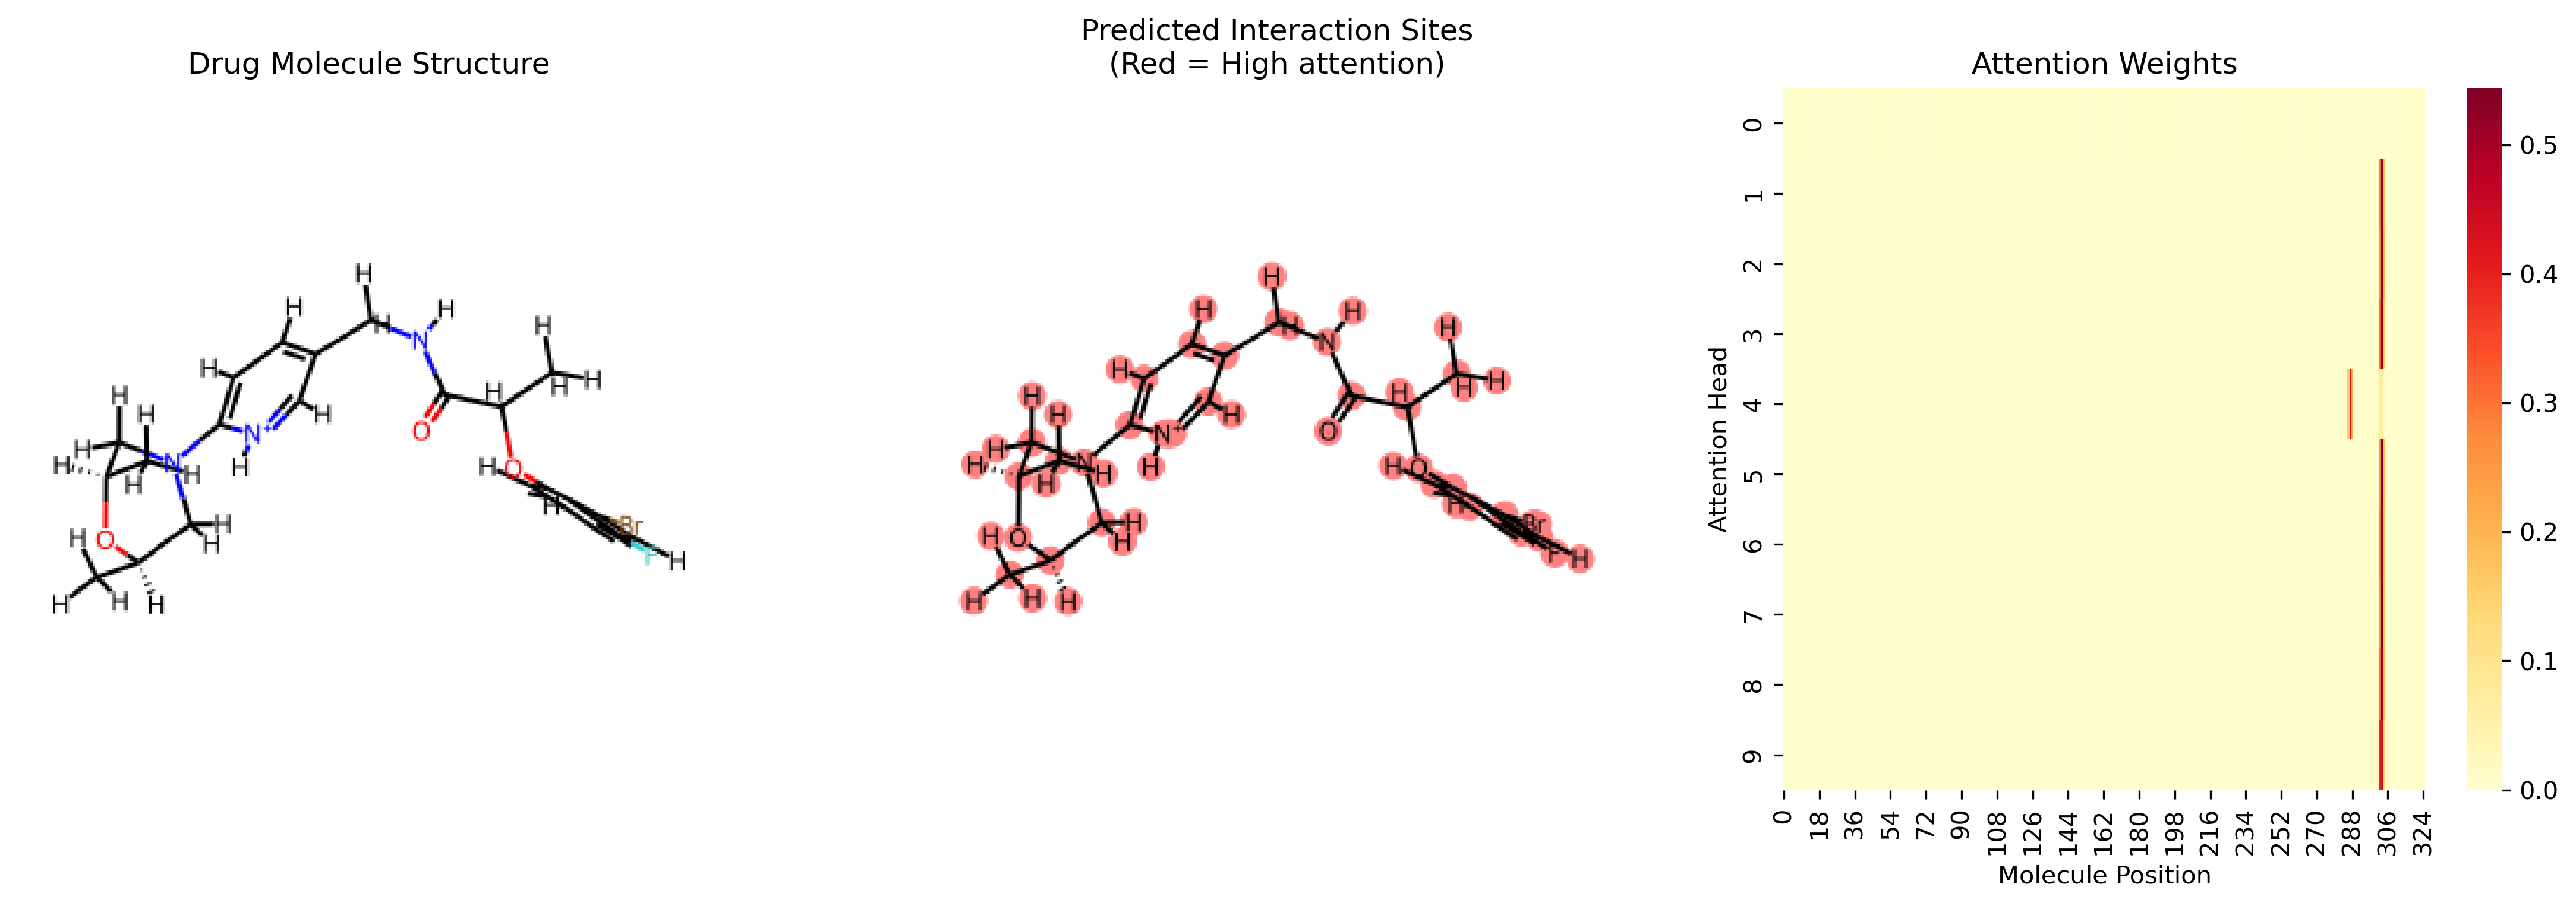 Drug Molecule Structure
H
H
H
H
N
H
H
H
H
H
H
O
N⁺
H
H
H
H
H
N
H
H
H
O
H
H
Br
F
H
H
H
O
H
H
H
H
Predicted Interaction Sites
(Red = High attention)
H
H
H
H
N
H
H
H
H
H
H
O
N⁺
H
H
H
H
H
N
H
H
H
O
H
H
Br
F
H
H
H
O
H
H
H
H
Attention Weights
Attention Head
0
1
2
3
4
5
6
7
8
9
0 18 36 54 72 90 108 126 144 162 180 198 216 234 252 270 288 306 324
Molecule Position
0.5
0.4
0.3
0.2
0.1
0.0